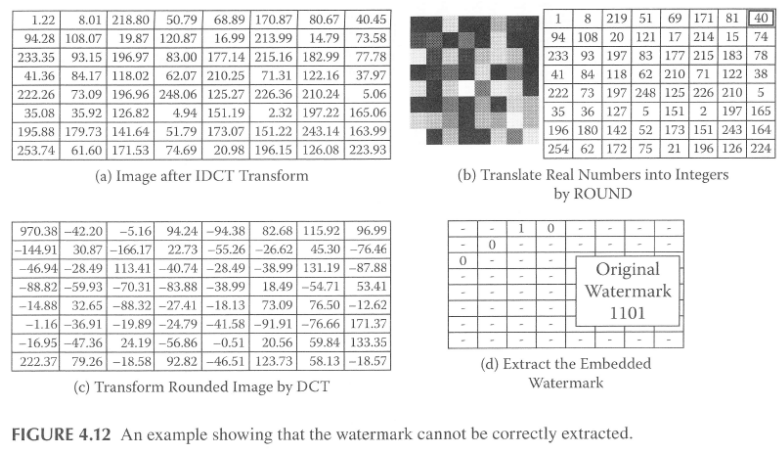 1.22 8.01 218.80 50.79 68.89 170.87 80.67 40.45
94.28 108.07 19.87 120.87 16.99 213.99 14.79 73.58
233.35 93.15 196.97 83.00 177.14 215.16 182.99 77.78
41.36 84.17 118.02 62.07 210.25 71.31 122.16 37.97
222.26 73.09 196.96 248.06 125.27 226.36 210.24 5.06
35.08 35.92 126.82 4.94 151.19 2.32 197.22 165.06
195.88 179.73 141.64 51.79 173.07 151.22 243.14 163.99
253.74 61.60 171.53 74.69 20.98 196.15 126.08 223.93
(a) Image after IDCT Transform
1 8 219 51 69 171 81 40
94 108 20 121 17 214 15 74
233 93 197 83 177 215 183 78
41 84 118 62 210 71 122 38
222 73 197 248 125 226 210 5
35 36 127 5 151 2 197 165
196 180 142 52 173 151 243 164
254 62 172 75 21 196 126 224
(b) Translate Real Numbers into Integers
by ROUND
970.38 −42.20 −5.16 94.24 −94.38 82.68 115.92 96.99
−144.91 30.87 −166.17 22.73 −55.26 −26.62 45.30 −76.46
−46.94 −28.49 113.41 −40.74 −28.49 −38.99 131.19 −87.88
−88.82 −59.93 −70.31 −83.88 −38.99 18.49 −54.71 53.41
−14.88 32.65 −88.32 −27.41 −18.13 73.09 76.50 −12.62
−1.16 −36.91 −19.89 −24.79 −41.58 −91.91 −76.66 171.37
−16.95 −47.36 24.19 −56.86 −0.51 20.56 59.84 133.35
222.37 79.26 −18.58 92.82 −46.51 123.73 58.13 −18.57
(c) Transform Rounded Image by DCT
- - 1 0 - - - -
- 0 - - - - - -
0 - - - -
- - - -
- - - -
- - - -
- - - - - - - -
- - - - - - - -
Original
Watermark
1101
(d) Extract the Embedded
Watermark
FIGURE 4.12 An example showing that the watermark cannot be correctly extracted.